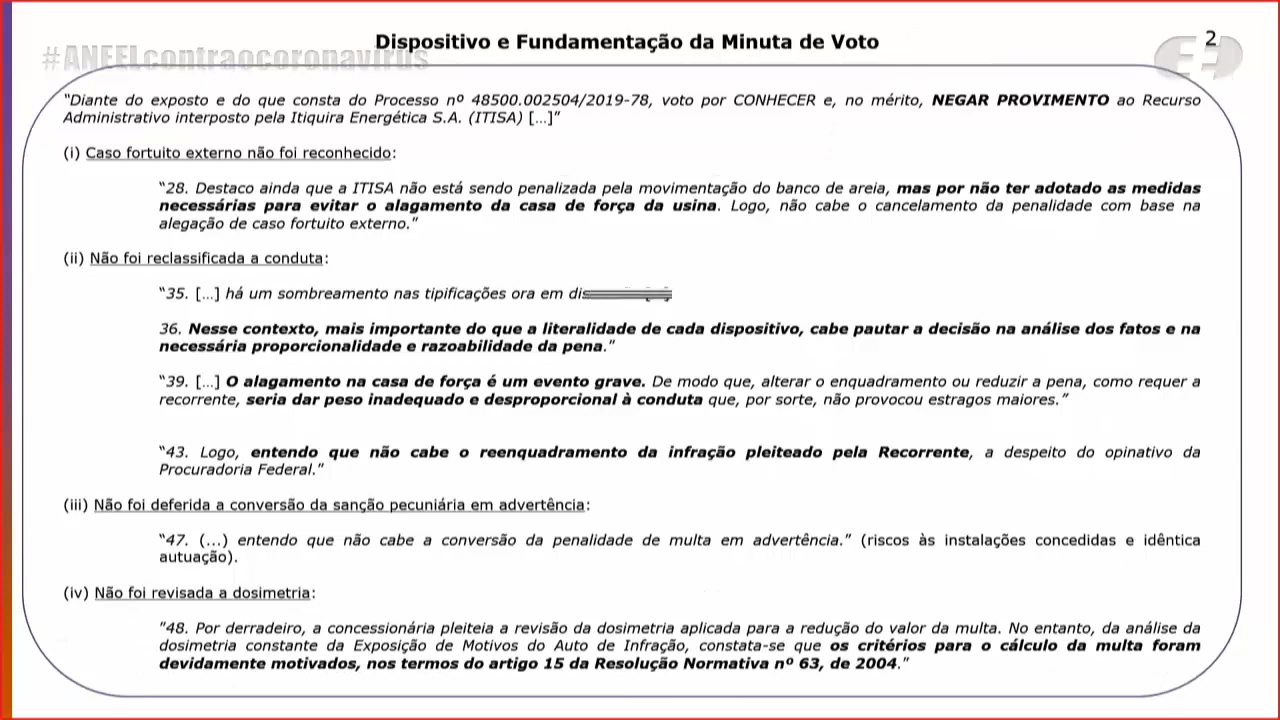 #ANEELcontraocoronavirus
Dispositivo e Fundamentação da Minuta de Voto
2
"Diante do exposto e do que consta do Processo nº 48500.002504/2019-78, voto por CONHECER e, no mérito, NEGAR PROVIMENTO ao Recurso
Administrativo interposto pela Itiquira Energética S.A. (ITISA) […]"
(i) Caso fortuito externo não foi reconhecido:
"28. Destaco ainda que a ITISA não está sendo penalizada pela movimentação do banco de areia, mas por não ter adotado as medidas
necessárias para evitar o alagamento da casa de força da usina. Logo, não cabe o cancelamento da penalidade com base na
alegação de caso fortuito externo."
(ii) Não foi reclassificada a conduta:
"35. […] há um sombreamento nas tipificações ora em
36. Nesse contexto, mais importante do que a literalidade de cada dispositivo, cabe pautar a decisão na análise dos fatos e na
necessária proporcionalidade e razoabilidade da pena."
"39. […] O alagamento na casa de força é um evento grave. De modo que, alterar o enquadramento ou reduzir a pena, como requer a
recorrente, seria dar peso inadequado e desproporcional à conduta que, por sorte, não provocou estragos maiores."
"43. Logo, entendo que não cabe o reenquadramento da infração pleiteado pela Recorrente, a despeito do opinativo da
Procuradoria Federal."
(iii) Não foi deferida a conversão da sanção pecuniária em advertência:
"47. (...) entendo que não cabe a conversão da penalidade de multa em advertência." (riscos às instalações concedidas e idêntica
autuação).
(iv) Não foi revisada a dosimetria:
"48. Por derradeiro, a concessionária pleiteia a revisão da dosimetria aplicada para a redução do valor da multa. No entanto, da análise da
dosimetria constante da Exposição de Motivos do Auto de Infração, constata-se que os critérios para o cálculo da multa foram
devidamente motivados, nos termos do artigo 15 da Resolução Normativa nº 63, de 2004."